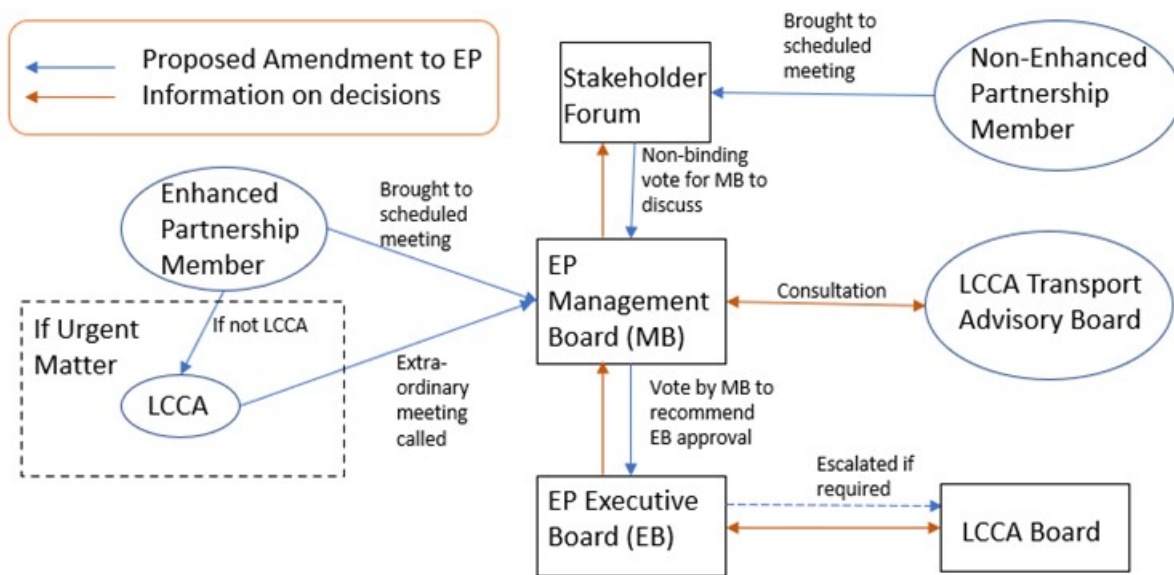 Proposed Amendment to EP
Information on decisions
Brought to
scheduled
meeting
Stakeholder
Forum
Non-Enhanced
Partnership
Member
Non-binding
vote for MB to
discuss
Enhanced
Partnership
Member
Brought to
scheduled
meeting
EP
Management
Board (MB)
Consultation
LCCA Transport
Advisory Board
If Urgent
Matter
If not LCCA
LCCA
Extra-
ordinary
meeting
called
Vote by MB to
recommend
EB approval
EP Executive
Board (EB)
Escalated if
required
LCCA Board